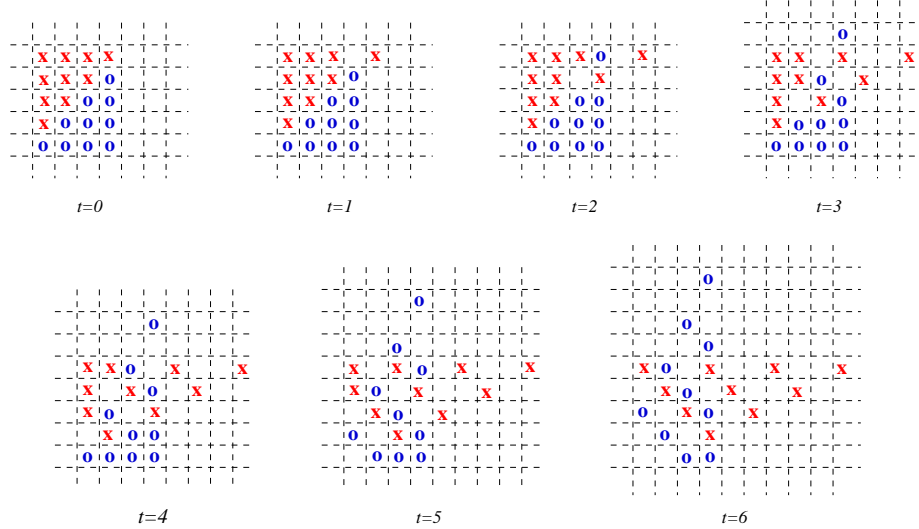 x x x x
x x x o
x x o o
x o o o
o o o o
t=0
x x x x
x x x o
x x o o
x o o o
o o o o
t=1
x x x o x
x x x
x x o o
x o o o
o o o o
t=2
o
x x x x
x x o x
x x o
x o o o
o o o o
t=3
o
x x o x x
x x o x
x o x
x o o
o o o o
t=4
o
o
x x o x x
x o x x
x o x
o x o
o o o
t=5
o
o
o
x o x x x
x o x x
o x o x
o x
o o
t=6